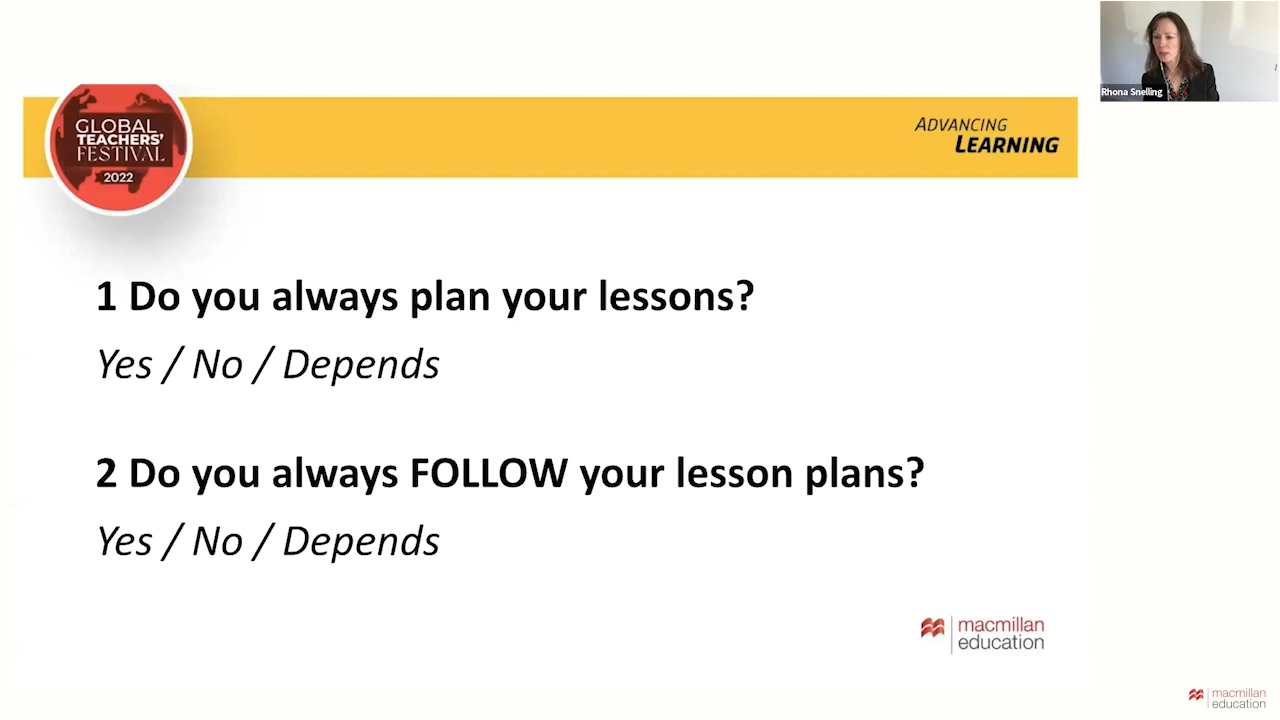 Rhona Snelling
GLOBAL
TEACHERS'
FESTIVAL
2022
ADVANCING
LEARNING
1 Do you always plan your lessons?
Yes / No / Depends
2 Do you always FOLLOW your lesson plans?
Yes / No / Depends
macmillan
education
macmillan
education